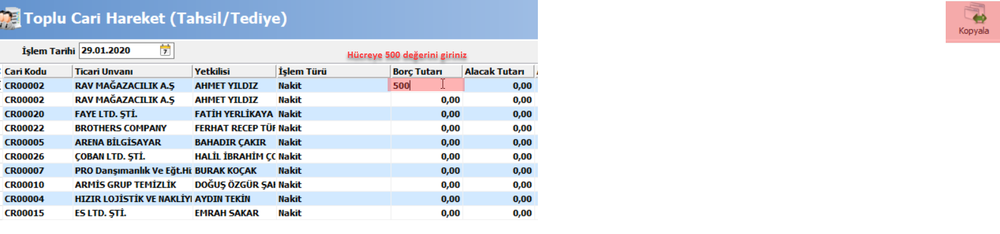 Toplu Cari Hareket (Tahsil/Tediye)
Kopyala
İşlem Tarihi 29.01.2020 7
Hücreye 500 değerini giriniz
Cari Kodu Ticari Unvanı Yetkilisi İşlem Türü Borç Tutarı Alacak Tutarı
CR00002 RAV MAĞAZACILIK A.Ş AHMET YILDIZ Nakit 500 0,00
CR00002 RAV MAĞAZACILIK A.Ş AHMET YILDIZ Nakit 0,00 0,00
CR00020 FAYE LTD. ŞTİ. FATİH YERLİKAYA Nakit 0,00 0,00
CR00022 BROTHERS COMPANY FERHAT RECEP TÜF Nakit 0,00 0,00
CR00005 ARENA BİLGİSAYAR BAHADIR ÇAKIR Nakit 0,00 0,00
CR00026 ÇOBAN LTD. ŞTİ. HALİL İBRAHİM ÇO Nakit 0,00 0,00
CR00007 PRO Danşımanlık Ve Eğt.Hi BURAK KOÇAK Nakit 0,00 0,00
CR00010 ARMİS GRUP TEMİZLİK DOĞUŞ ÖZGÜR ŞAH Nakit 0,00 0,00
CR00004 HIZIR LOJİSTİK VE NAKLİYI AYDIN TEKİN Nakit 0,00 0,00
CR00015 ES LTD. ŞTİ. EMRAH SAKAR Nakit 0,00 0,00